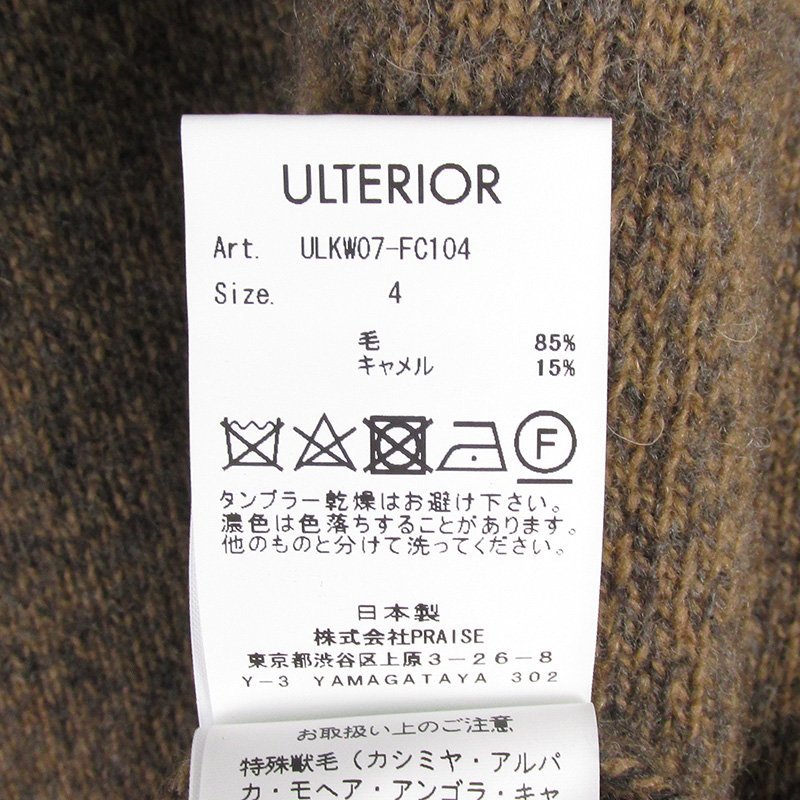 ULTERIOR
Art. ULKW07-FC104
Size. 4
毛 85%
キャメル 15%
F
タンブラー乾燥はお避け下さい。
濃色は色落ちすることがあります。
他のものと分けて洗ってください。
日本製
株式会社PRAISE
東京都渋谷区上原3-26-8
Y-3 YAMAGATAYA 302
お取扱い上のご注意
特殊獣毛（カシミヤ・アルパ
カ・モヘア・アンゴラ・キャ